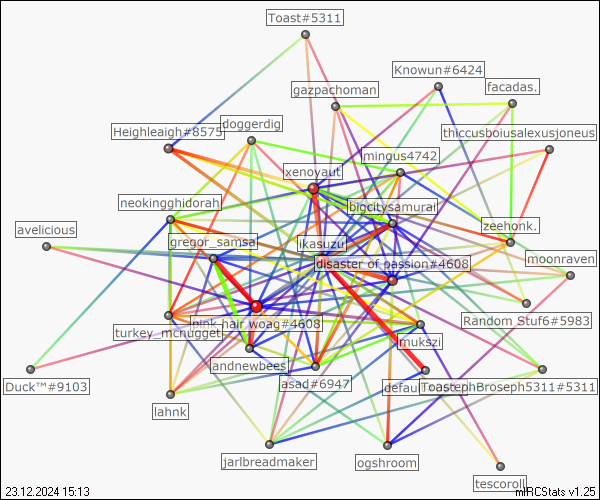 Toast#5311
Knowun#6424
gazpachoman
facadas.
doggerdig
Heighleaigh#8575
thiccusbousalexusjoneus
mingus4742
xenoyaut
neokingghidorah
bigcitysamurai
avelicious
zeehonk.
gregor_samsa
ikasuzu
moonraven
disaster of passion#4608
Random Stuf6#5983
pink hair woag#4608
turkey_mcnugget
mukszi
andnewbees
asad#6947
Duck™#9103
defau
ToastephBroseph5311#5311
lahnk
jarlbreadmaker
ogshroom
tescoroll
23.12.2024 15:13
mIRCStats v1.25